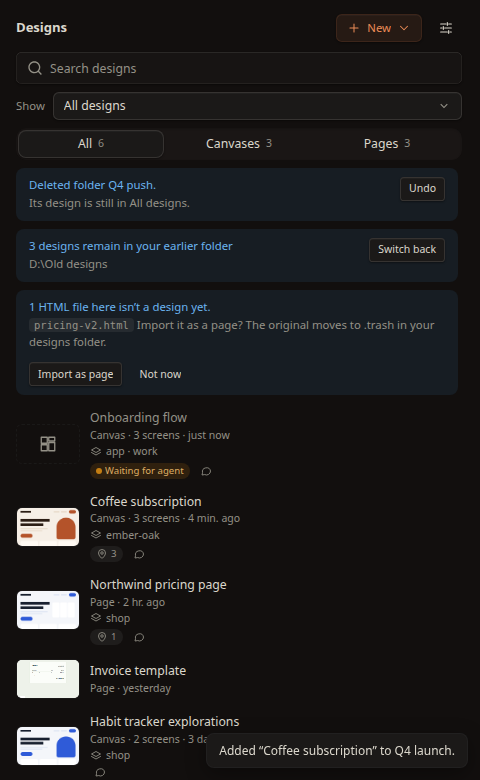 Designs
New
Search designs
Show
All designs
All 6
Canvases 3
Pages 3
Deleted folder Q4 push.
Its design is still in All designs.
Undo
3 designs remain in your earlier folder
D:\Old designs
Switch back
1 HTML file here isn’t a design yet.
pricing-v2.html Import it as a page? The original moves to .trash in your
designs folder.
Import as page
Not now
Onboarding flow
Canvas · 3 screens · just now
app · work
Waiting for agent
Coffee subscription
Canvas · 3 screens · 4 min. ago
ember-oak
3
Northwind pricing page
Page · 2 hr. ago
shop
1
Invoice template
Page · yesterday
Habit tracker explorations
Canvas · 2 screens · 3 da
shop
Added “Coffee subscription” to Q4 launch.